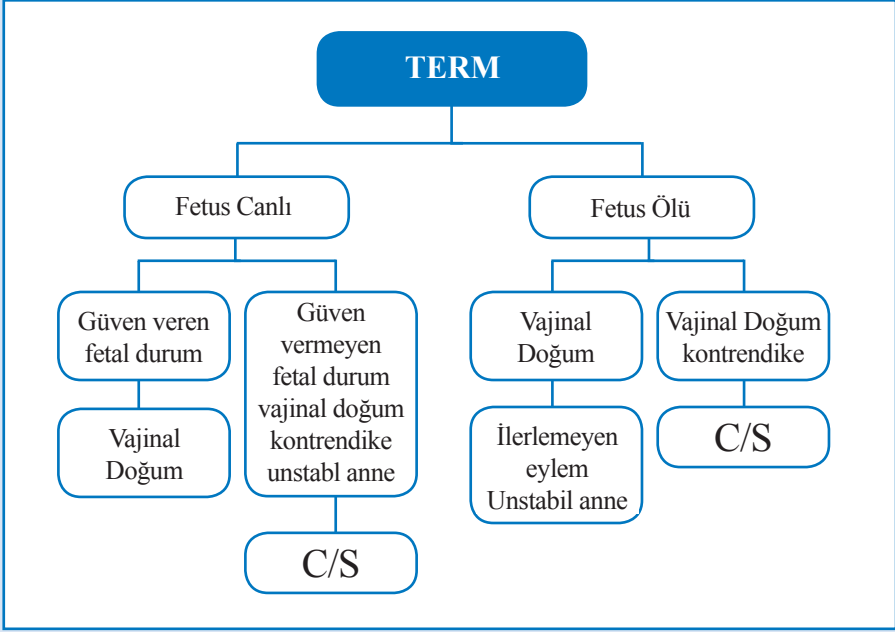 TERM
Fetus Canlı
Fetus Ölü
Güven veren
fetal durum
Güven
vermeyen
fetal durum
vajinal doğum
kontrendike
unstabl anne
Vajinal
Doğum
Vajinal Doğum
kontrendike
Vajinal
Doğum
C/S
İlerlemeyen
eylem
Unstabil anne
C/S